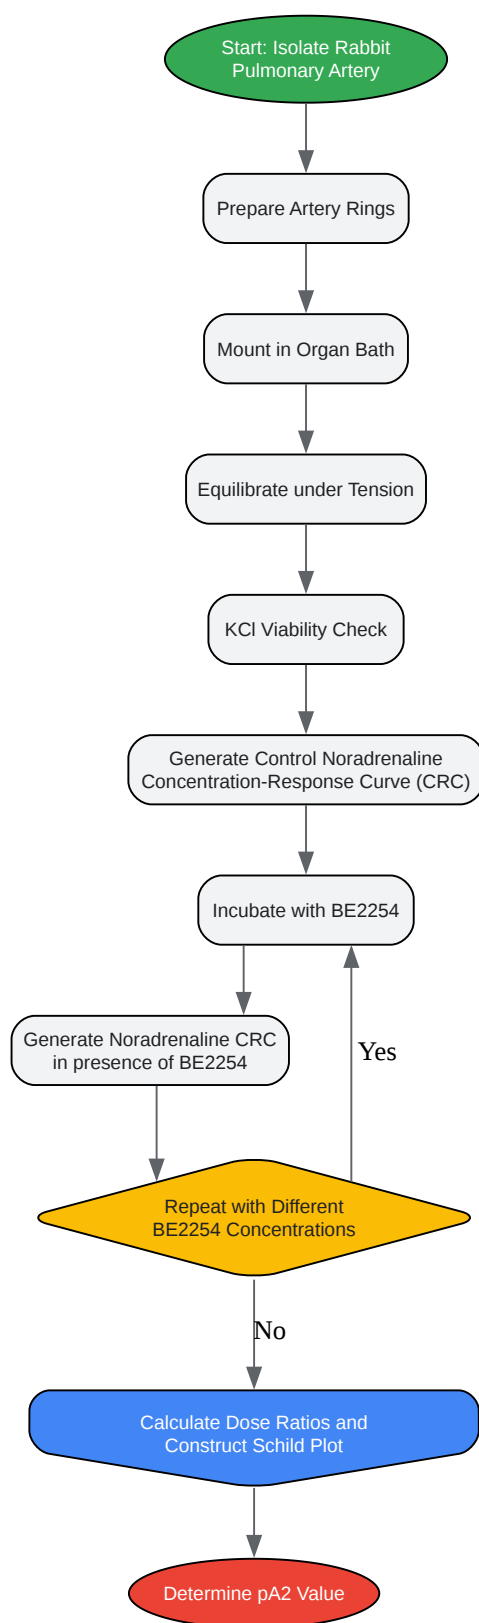 Start: Isolate Rabbit
Pulmonary Artery
Prepare Artery Rings
Mount in Organ Bath
Equilibrate under Tension
KCl Viability Check
Generate Control Noradrenaline
Concentration-Response Curve (CRC)
Incubate with BE2254
Generate Noradrenaline CRC
in presence of BE2254
Yes
Repeat with Different
BE2254 Concentrations
No
Calculate Dose Ratios and
Construct Schild Plot
Determine pA2 Value